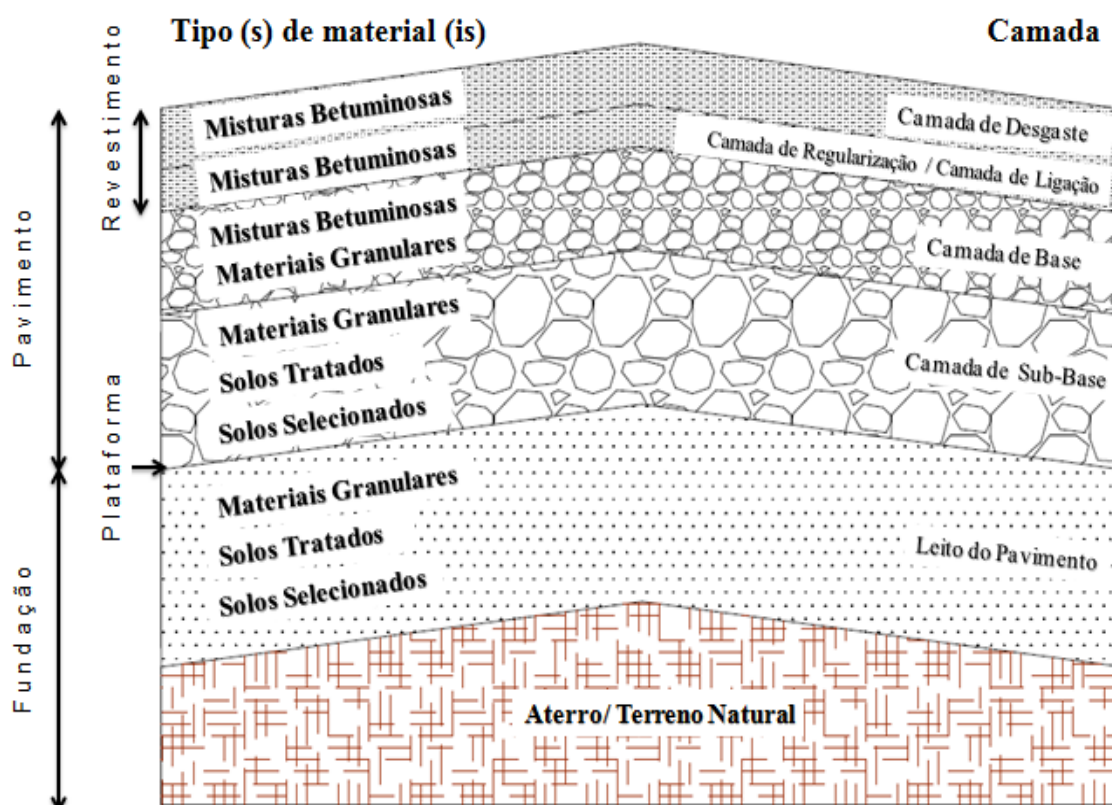 Tipo (s) de material (is)
Camada
Revestimento
Pavimento
Plataforma
Fundação
Misturas Betuminosas
Camada de Desgaste
Misturas Betuminosas
Camada de Regularização / Camada de Ligação
Misturas Betuminosas
Materiais Granulares
Camada de Base
Materiais Granulares
Solos Tratados
Solos Selecionados
Camada de Sub-Base
Materiais Granulares
Solos Tratados
Solos Selecionados
Leito do Pavimento
Aterro/ Terreno Natural